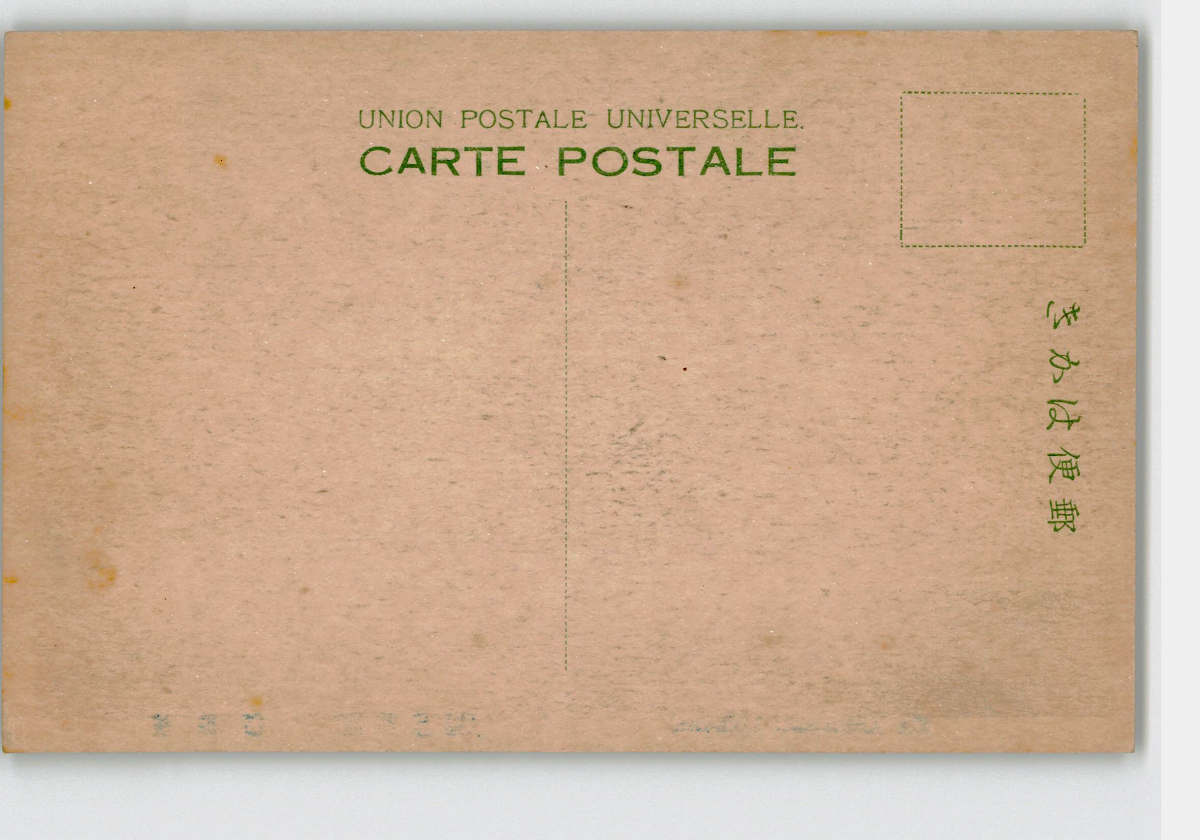 UNION POSTALE UNIVERSELLE.
CARTE POSTALE
郵便はかき